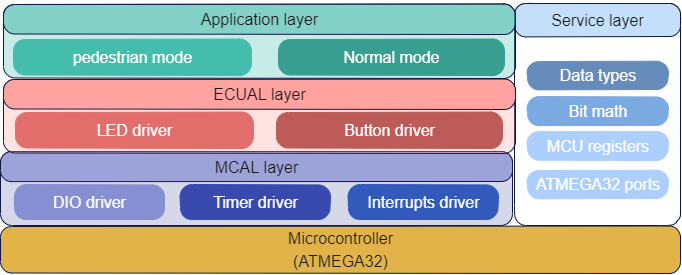 Application layer
pedestrian mode
Normal mode
ECUAL layer
LED driver
Button driver
MCAL layer
DIO driver
Timer driver
Interrupts driver
Service layer
Data types
Bit math
MCU registers
ATMEGA32 ports
Microcontroller
(ATMEGA32)